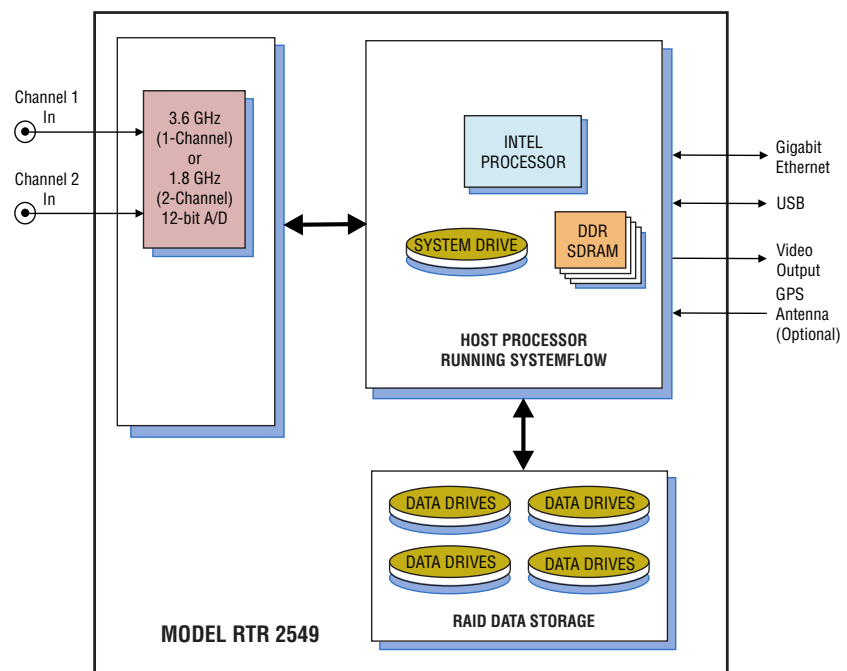 Channel 1
In
Channel 2
In
3.6 GHz
(1-Channel)
or
1.8 GHz
(2-Channel)
12-bit A/D
INTEL
PROCESSOR
SYSTEM DRIVE
DDR
SDRAM
HOST PROCESSOR
RUNNING SYSTEMFLOW
Gigabit
Ethernet
USB
Video
Output
GPS
Antenna
(Optional)
DATA DRIVES
DATA DRIVES
DATA DRIVES
DATA DRIVES
RAID DATA STORAGE
MODEL RTR 2549